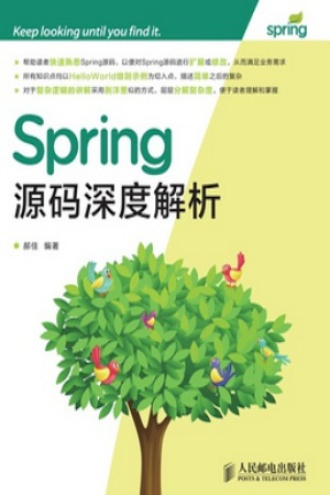 Keep looking until you find it.
spring
» 帮助读者快速熟悉Spring源码，以便对Spring源码进行扩展或修改，从而满足业务需求
» 所有知识点均以HelloWorld级别示例为切入点，描述简单之后的复杂
» 对于复杂逻辑的讲解采用剥洋葱似的方式，层层分解复杂度，便于读者理解和掌握
Spring
源码深度解析
郝佳 编著
人民邮电出版社
POSTS & TELECOM PRESS